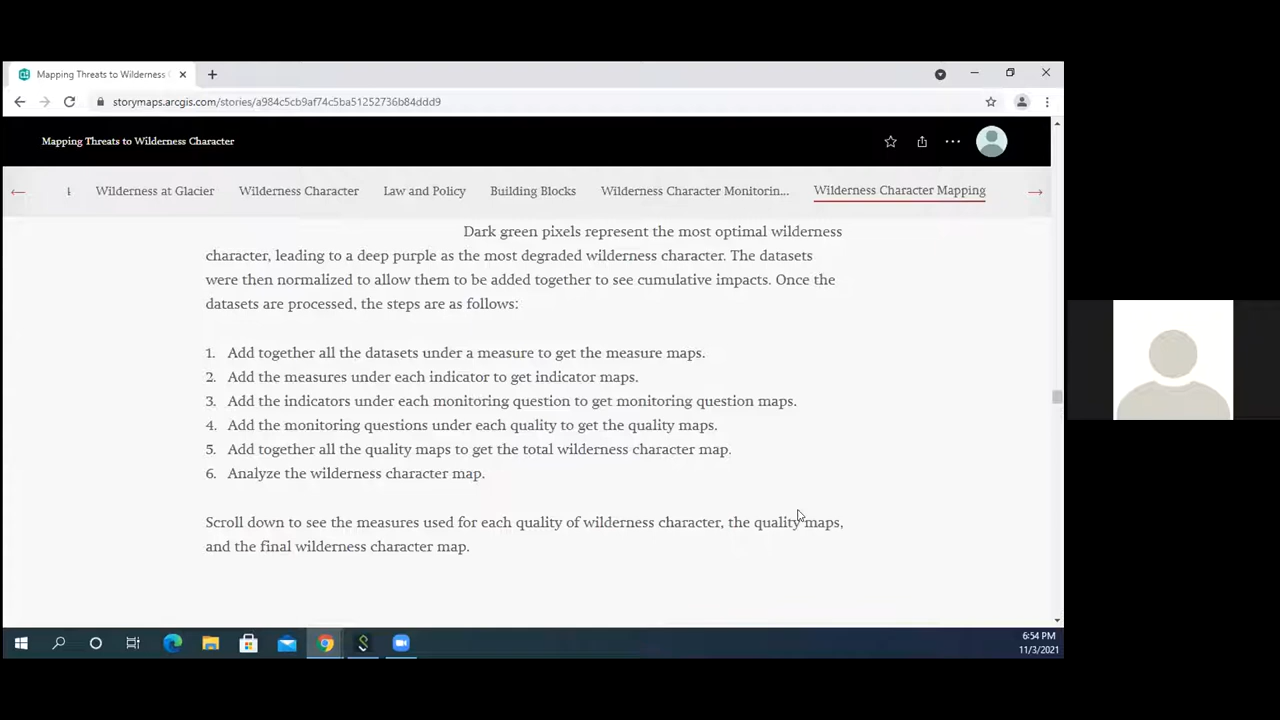 Mapping Threats to Wilderness C
storymaps.arcgis.com/stories/a984c5cb9af74c5ba51252736b84ddd9
Mapping Threats to Wilderness Character
Wilderness at Glacier Wilderness Character Law and Policy Building Blocks Wilderness Character Monitorin... Wilderness Character Mapping
Dark green pixels represent the most optimal wilderness
character, leading to a deep purple as the most degraded wilderness character. The datasets
were then normalized to allow them to be added together to see cumulative impacts. Once the
datasets are processed, the steps are as follows:
1. Add together all the datasets under a measure to get the measure maps.
2. Add the measures under each indicator to get indicator maps.
3. Add the indicators under each monitoring question to get monitoring question maps.
4. Add the monitoring questions under each quality to get the quality maps.
5. Add together all the quality maps to get the total wilderness character map.
6. Analyze the wilderness character map.
Scroll down to see the measures used for each quality of wilderness character, the quality maps,
and the final wilderness character map.
6:54 PM
11/3/2021